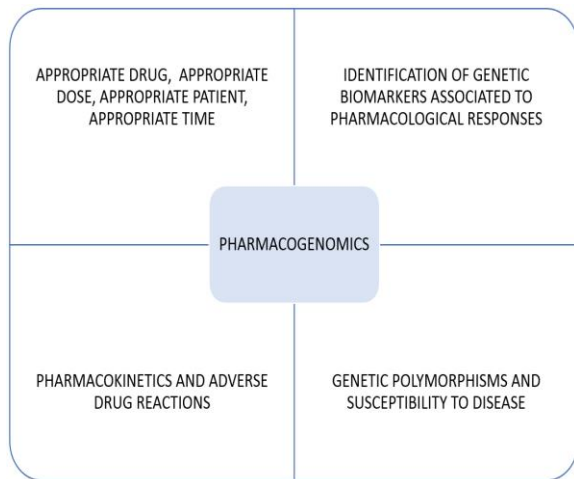 APPROPRIATE DRUG, APPROPRIATE
DOSE, APPROPRIATE PATIENT,
APPROPRIATE TIME
IDENTIFICATION OF GENETIC
BIOMARKERS ASSOCIATED TO
PHARMACOLOGICAL RESPONSES
PHARMACOGENOMICS
PHARMACOKINETICS AND ADVERSE
DRUG REACTIONS
GENETIC POLYMORPHISMS AND
SUSCEPTIBILITY TO DISEASE